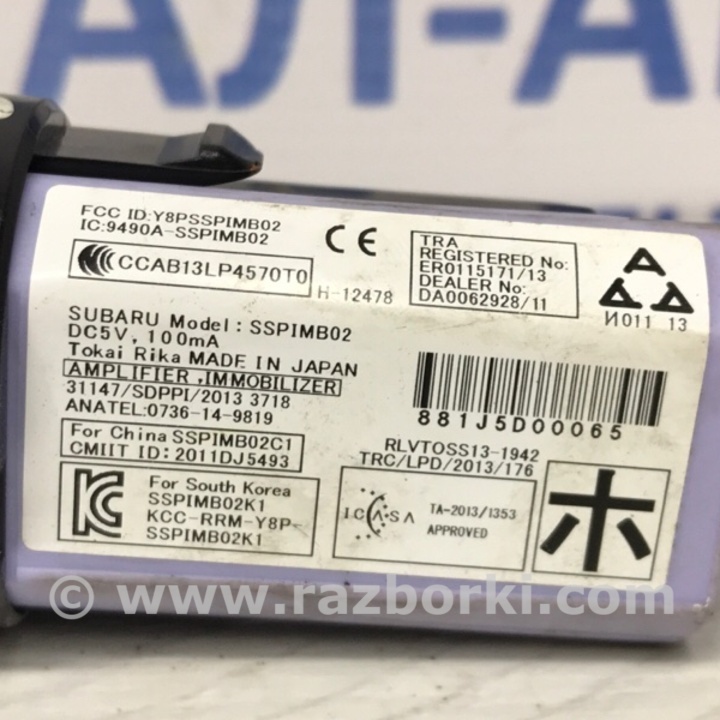 АЛ-А
FCC ID:Y8PSSPIMB02
IC:9490A-SSPIMB02
CCAB13LP4570T0
H-12478
CE
TRA
REGISTERED No:
ER0115171/13
DEALER No:
DA0062928/11
И011 13
SUBARU Model: SSPIMB02
DC5V, 100mA
Tokai Rika MADE IN JAPAN
AMPLIFIER ,IMMOBILIZER
31147/SDPPI/2013 3718
ANATEL:0736-14-9819
881J5D00065
For China SSPIMB02C1
CMIIT ID: 2011DJ5493
RLVTOSS13-1942
TRC/LPD/2013/176
For South Korea
SSPIMB02K1
KCC-RRM-Y8P-
SSPIMB02K1
ICASA
TA-2013/1353
APPROVED
ホ
© www.razborki.com